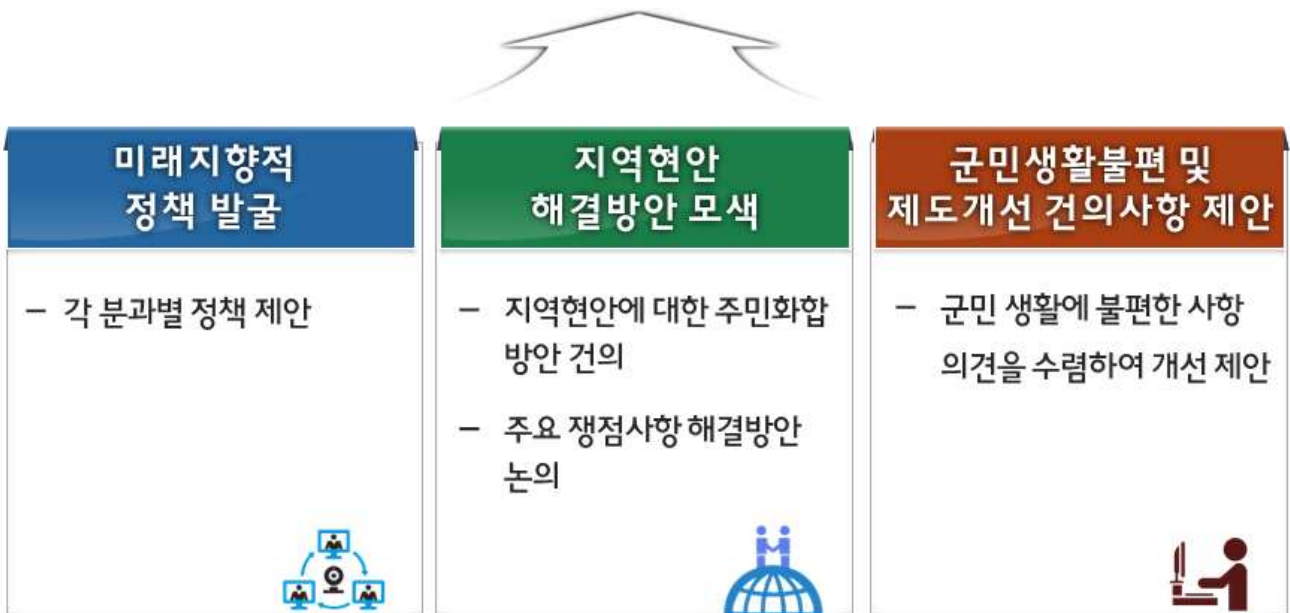 미래지향적
정책 발굴
– 각 분과별 정책 제안
지역현안
해결방안 모색
– 지역현안에 대한 주민화합
방안 건의
– 주요 쟁점사항 해결방안
논의
군민생활불편 및
제도개선 건의사항 제안
– 군민 생활에 불편한 사항
의견을 수렴하여 개선 제안